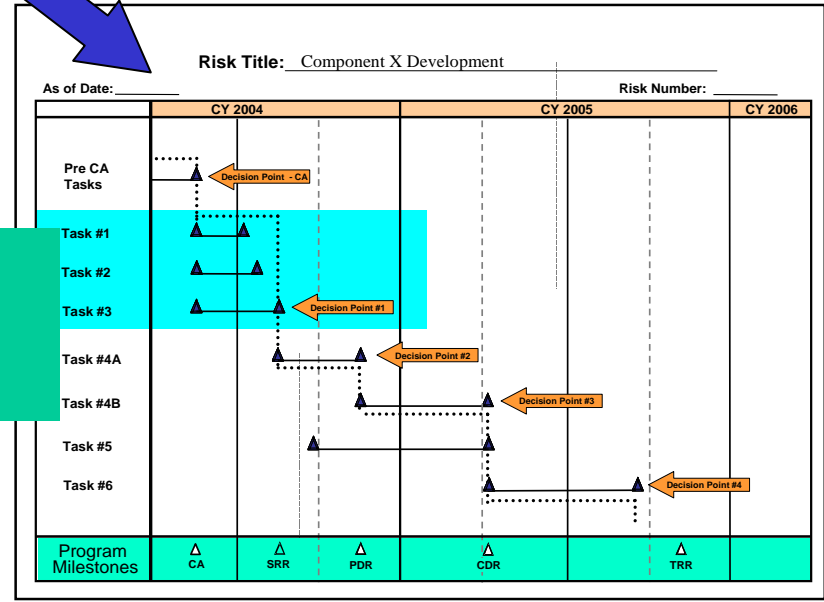 Risk Title: Component X Development
As of Date: Risk Number:
CY 2004 CY 2005 CY 2006
Pre CA
Tasks
Decision Point - CA
Task #1
Task #2
Task #3
Decision Point #1
Task #4A
Decision Point #2
Task #4B
Decision Point #3
Task #5
Task #6
Decision Point #4
Program
Milestones
CA SRR PDR CDR TRR